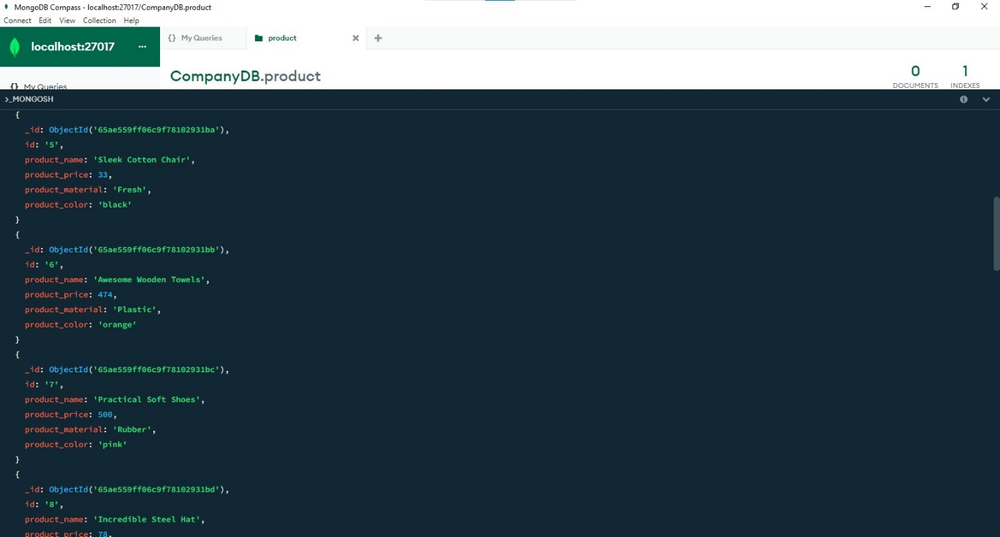 MongoDB Compass - localhost:27017/CompanyDB.product
Connect Edit View Collection Help
localhost:27017 ...
{} My Queries
product
{} My Queries
CompanyDB.product
0
DOCUMENTS
1
INDEXES
>_MONGOSH
{
_id: ObjectId('65ae559ff06c9f78102931ba'),
id: '5',
product_name: 'Sleek Cotton Chair',
product_price: 33,
product_material: 'Fresh',
product_color: 'black'
}
{
_id: ObjectId('65ae559ff06c9f78102931bb'),
id: '6',
product_name: 'Awesome Wooden Towels',
product_price: 474,
product_material: 'Plastic',
product_color: 'orange'
}
{
_id: ObjectId('65ae559ff06c9f78102931bc'),
id: '7',
product_name: 'Practical Soft Shoes',
product_price: 500,
product_material: 'Rubber',
product_color: 'pink'
}
{
_id: ObjectId('65ae559ff06c9f78102931bd'),
id: '8',
product_name: 'Incredible Steel Hat',
product_price: 78,